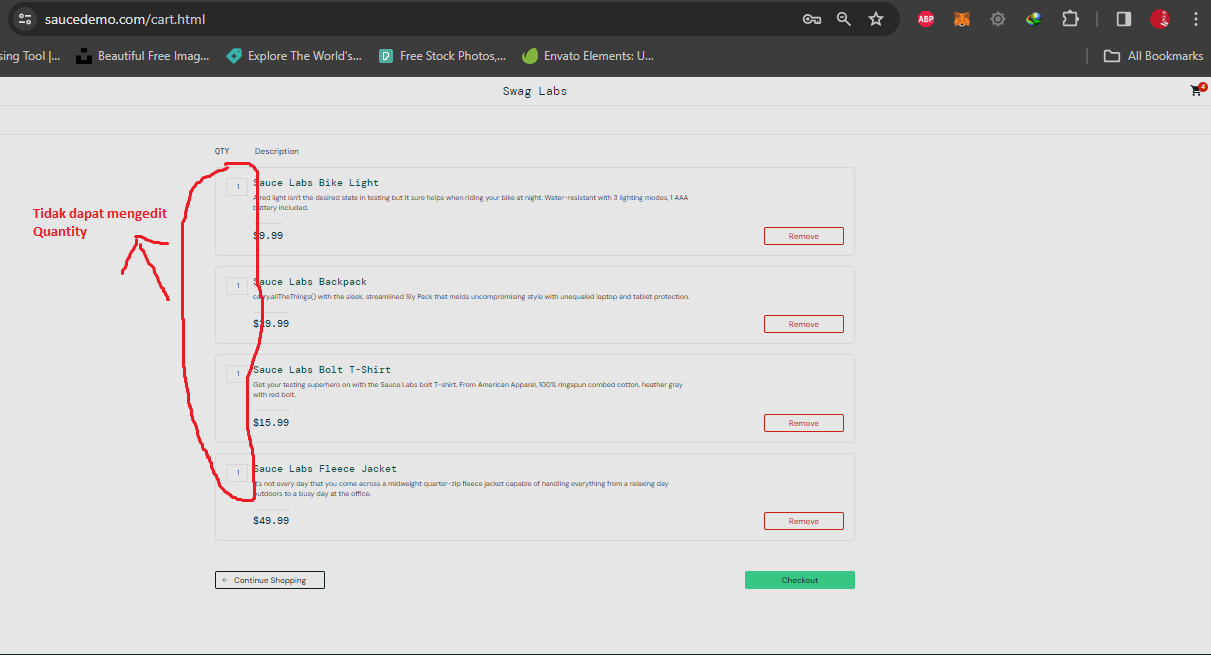 saucedemo.com/cart.html
ABP
sing Tool |...
Beautiful Free Imag...
Explore The World's...
Free Stock Photos,...
Envato Elements: U...
All Bookmarks
Swag Labs
4
QTY
Description
1
Sauce Labs Bike Light
A red light isn't the desired state in testing but it sure helps when riding your bike at night. Water-resistant with 3 lighting modes, 1 AAA
battery included.
$9.99
Remove
Tidak dapat mengedit
Quantity
1
Sauce Labs Backpack
carry.allTheThings() with the sleek, streamlined Sly Pack that melds uncompromising style with unequaled laptop and tablet protection.
$29.99
Remove
1
Sauce Labs Bolt T-Shirt
Get your testing superhero on with the Sauce Labs bolt T-shirt. From American Apparel, 100% ringspun combed cotton, heather gray
with red bolt.
$15.99
Remove
1
Sauce Labs Fleece Jacket
It's not every day that you come across a midweight quarter-zip fleece jacket capable of handling everything from a relaxing day
outdoors to a busy day at the office.
$49.99
Remove
Continue Shopping
Checkout